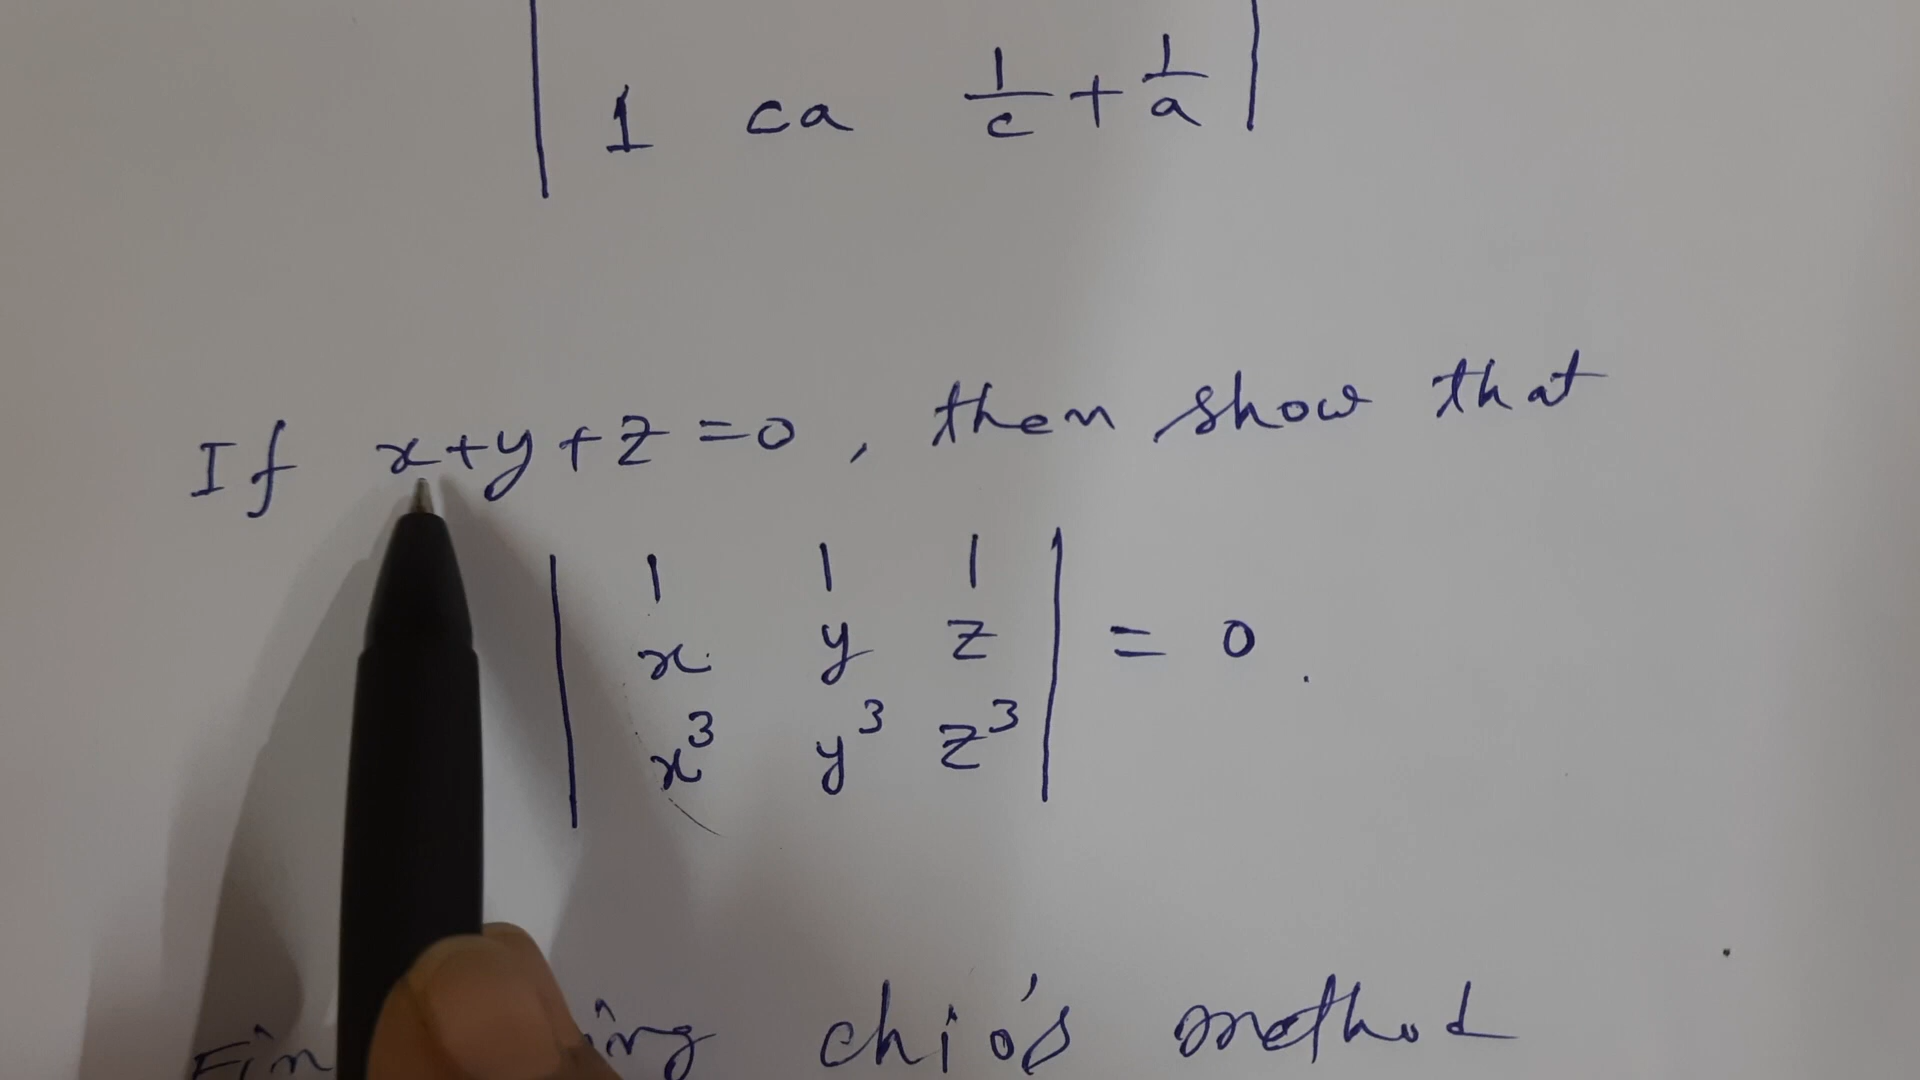 1 ca 1/c + 1/a
If x+y+z=0, then show that
| 1 1 1 |
| x y z | = 0.
| x³ y³ z³ |
chio's method